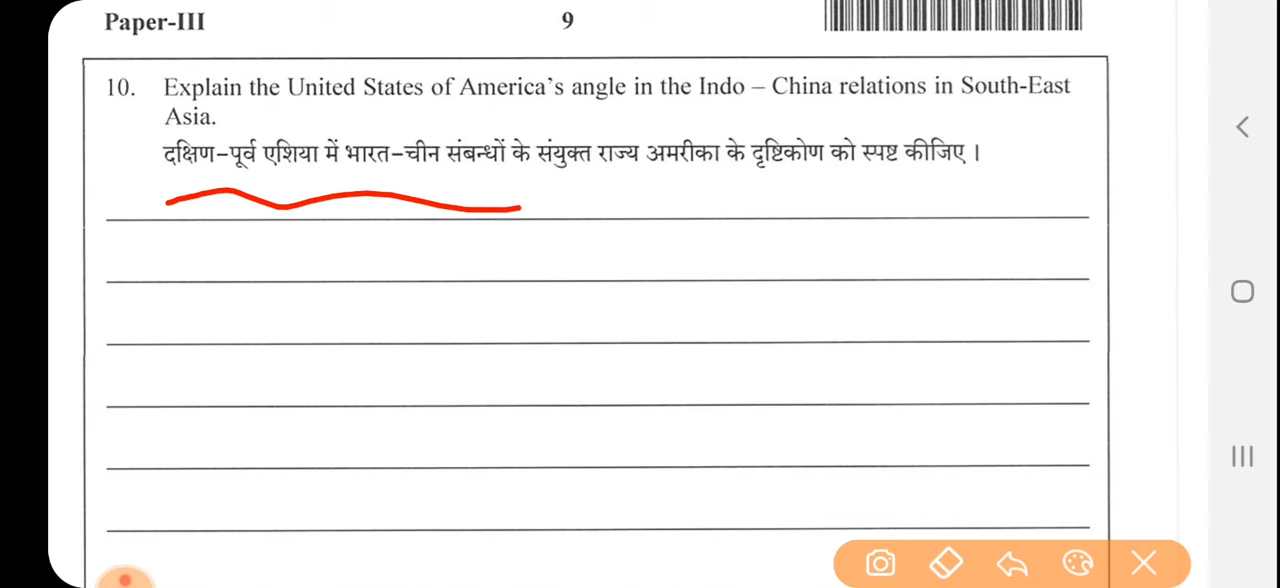 Paper-III 9
10. Explain the United States of America's angle in the Indo – China relations in South-East
Asia.
दक्षिण-पूर्व एशिया में भारत-चीन संबन्धों के संयुक्त राज्य अमरीका के दृष्टिकोण को स्पष्ट कीजिए ।